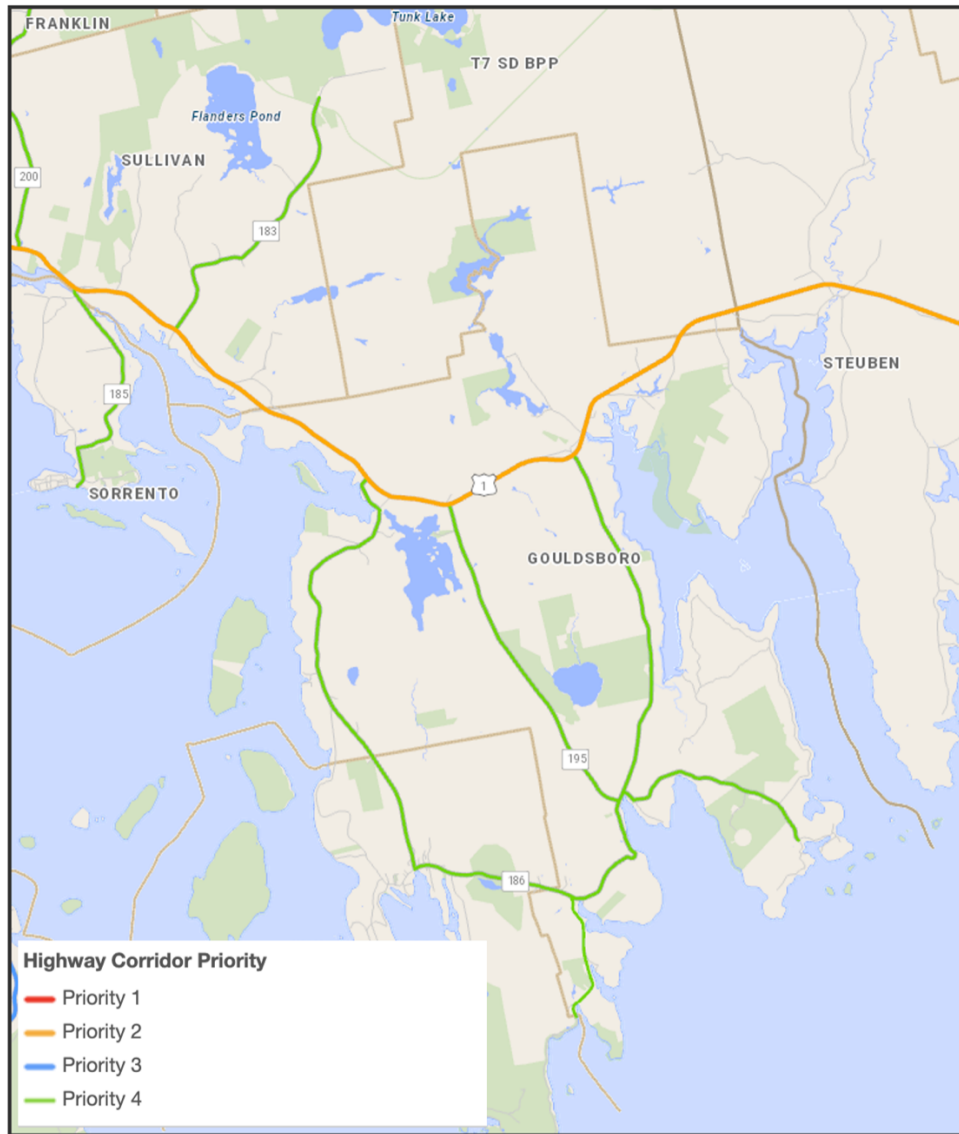 FRANKLIN
Tunk Lake
T7 SD BPP
Flanders Pond
SULLIVAN
200
183
STEUBEN
185
SORRENTO
1
GOULDSBORO
195
186
Highway Corridor Priority
Priority 1
Priority 2
Priority 3
Priority 4